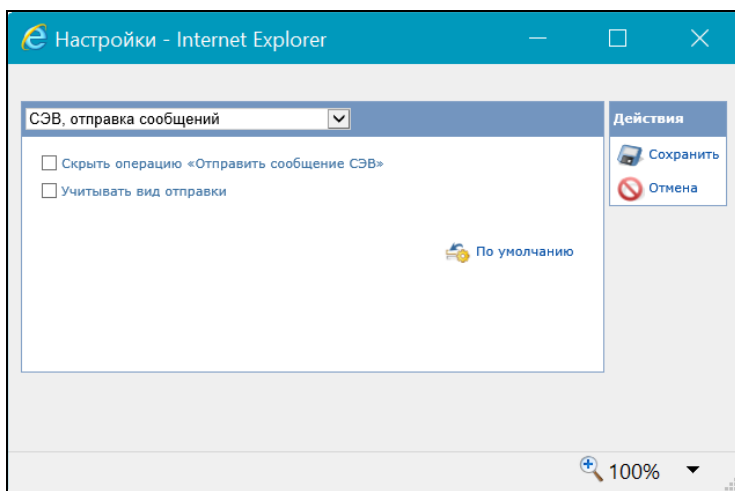 Настройки - Internet Explorer
СЭВ, отправка сообщений
Скрыть операцию «Отправить сообщение СЭВ»
Учитывать вид отправки
По умолчанию
Действия
Сохранить
Отмена
100%